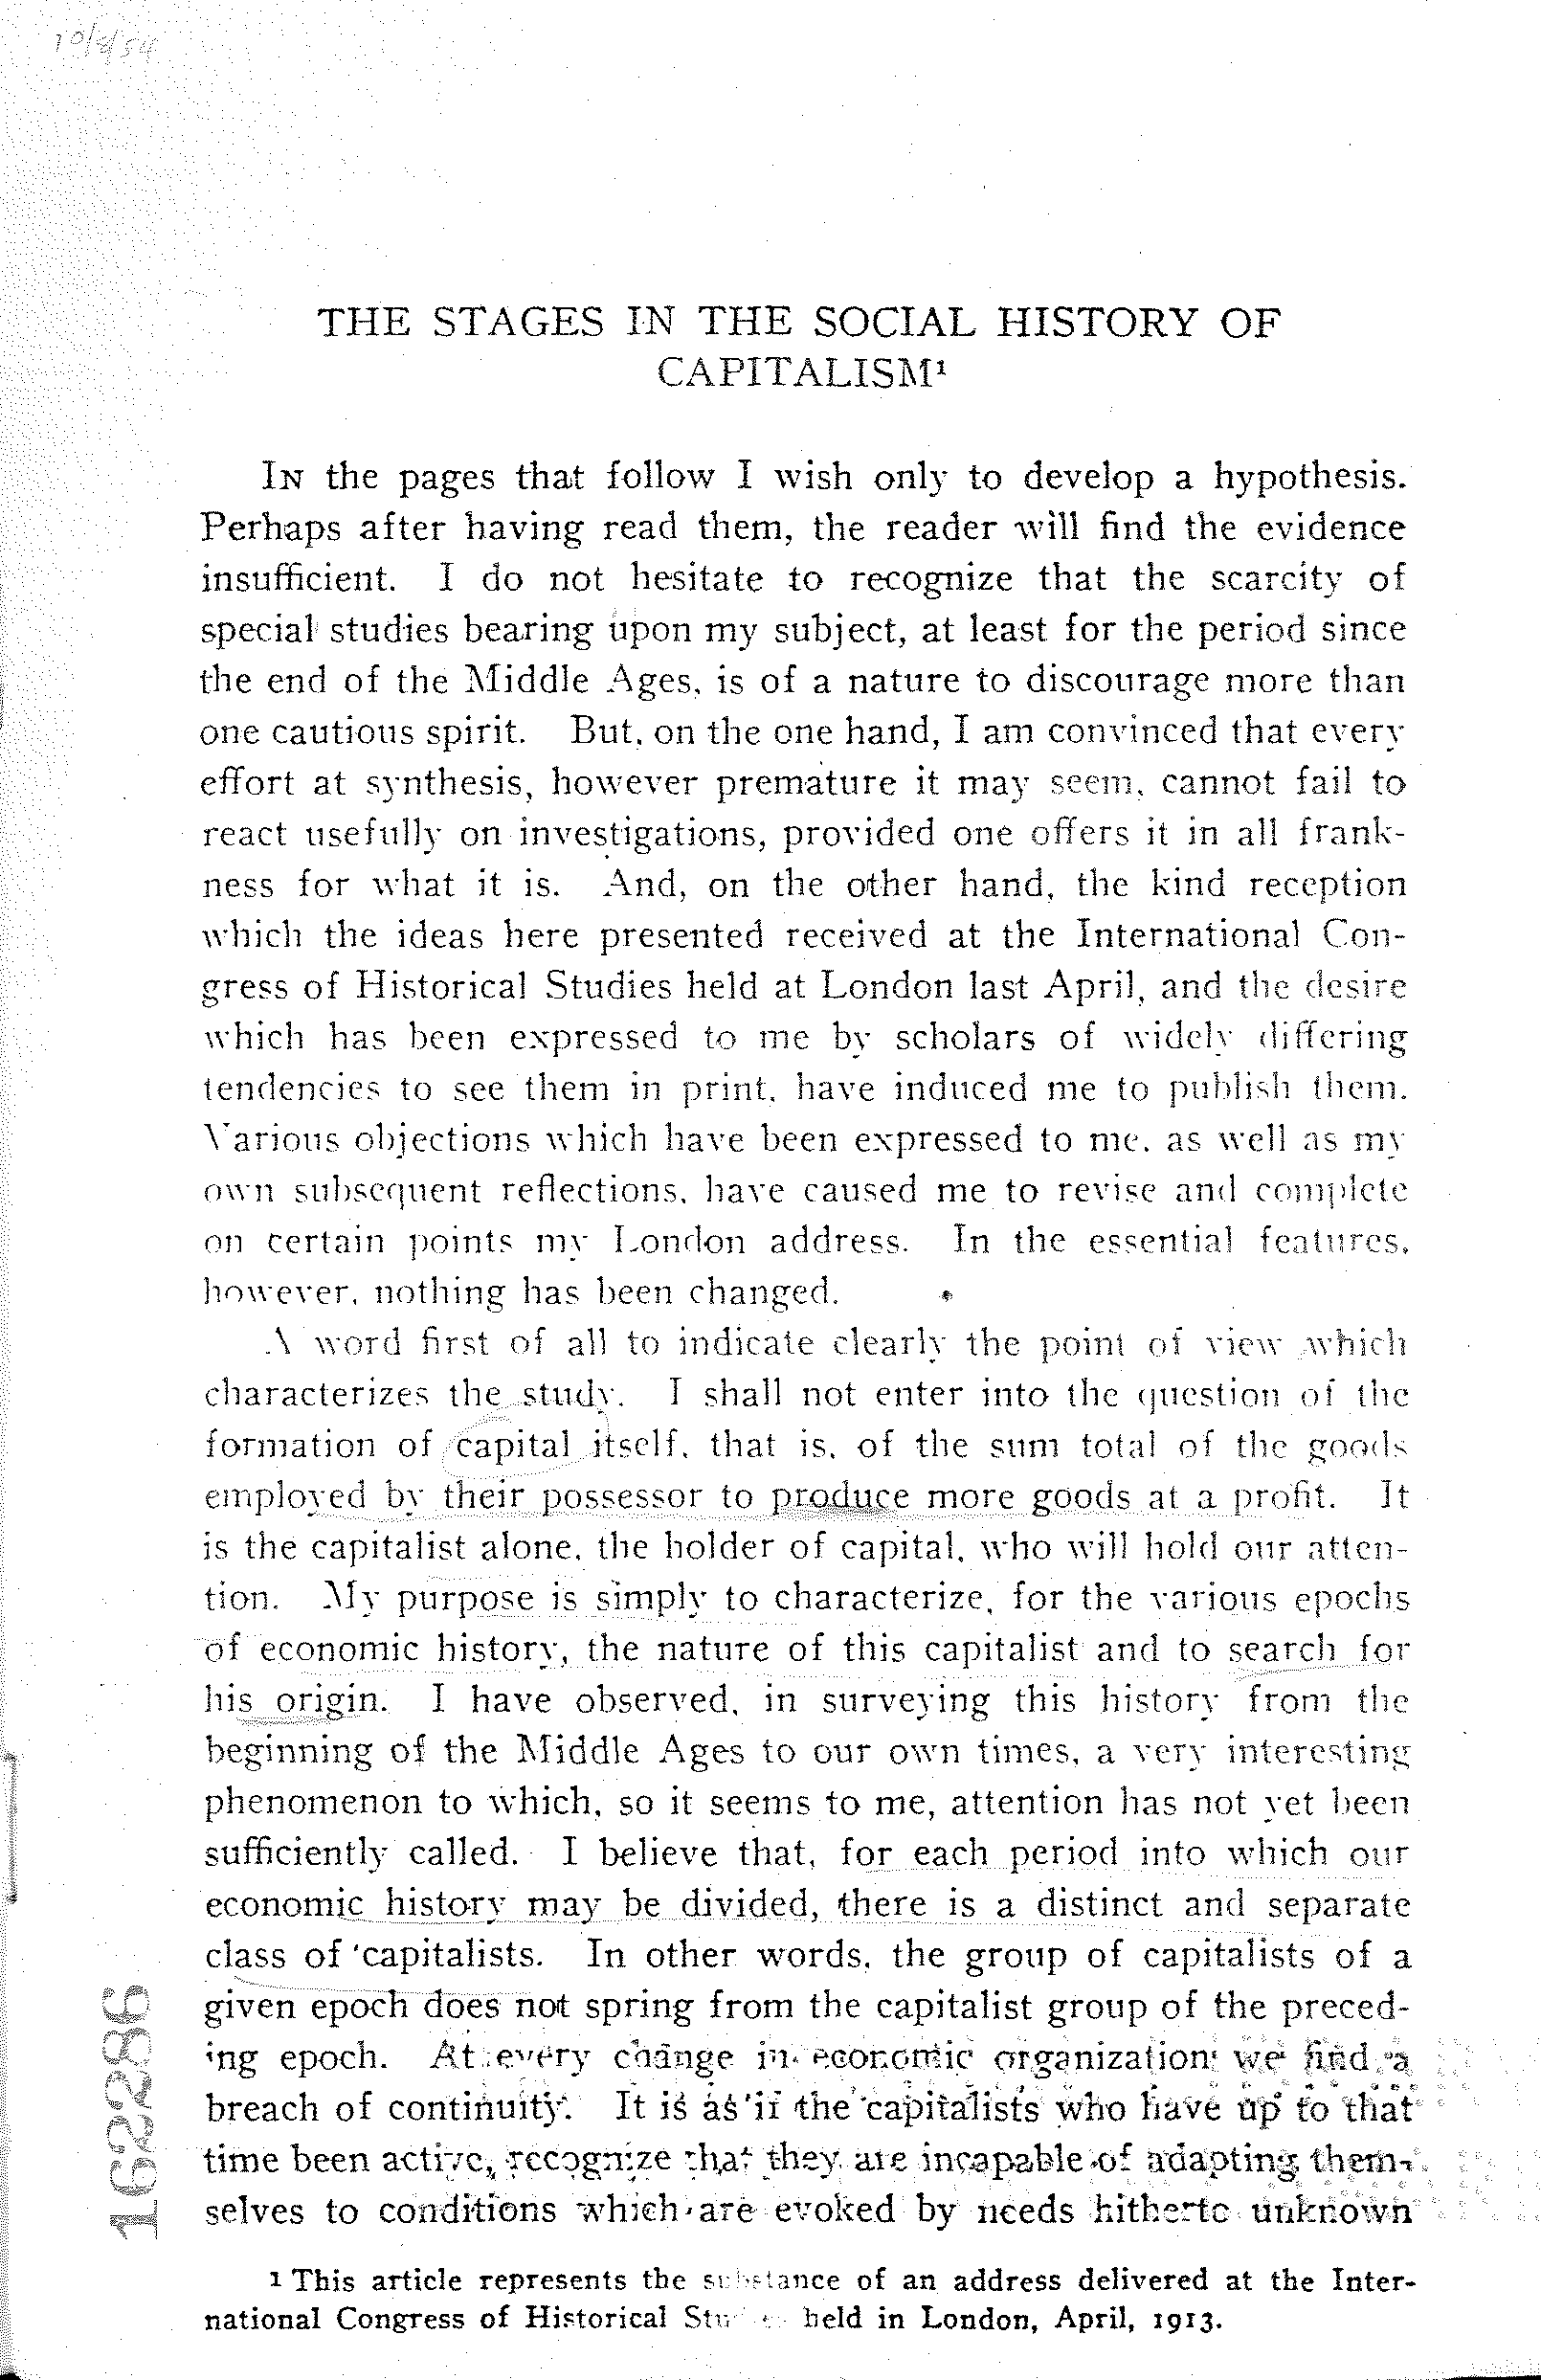 10/8/54
THE STAGES IN THE SOCIAL HISTORY OF
CAPITALISM¹
IN the pages that follow I wish only to develop a hypothesis.
Perhaps after having read them, the reader will find the evidence
insufficient. I do not hesitate to recognize that the scarcity of
special studies bearing upon my subject, at least for the period since
the end of the Middle Ages, is of a nature to discourage more than
one cautious spirit. But, on the one hand, I am convinced that every
effort at synthesis, however premature it may seem, cannot fail to
react usefully on investigations, provided one offers it in all frank-
ness for what it is. And, on the other hand, the kind reception
which the ideas here presented received at the International Con-
gress of Historical Studies held at London last April, and the desire
which has been expressed to me by scholars of widely differing
tendencies to see them in print, have induced me to publish them.
Various objections which have been expressed to me, as well as my
own subsequent reflections, have caused me to revise and complete
on certain points my London address. In the essential features,
however, nothing has been changed.
A word first of all to indicate clearly the point of view which
characterizes the study. I shall not enter into the question of the
formation of capital itself, that is, of the sum total of the goods
employed by their possessor to produce more goods at a profit. It
is the capitalist alone, the holder of capital, who will hold our atten-
tion. My purpose is simply to characterize, for the various epochs
of economic history, the nature of this capitalist and to search for
his origin. I have observed, in surveying this history from the
beginning of the Middle Ages to our own times, a very interesting
phenomenon to which, so it seems to me, attention has not yet been
sufficiently called. I believe that, for each period into which our
economic history may be divided, there is a distinct and separate
class of capitalists. In other words, the group of capitalists of a
given epoch does not spring from the capitalist group of the preced-
ing epoch. At every change in economic organization we find a
breach of continuity. It is as if the capitalists who have up to that
time been active, recognize that they are incapable of adapting them-
selves to conditions which are evoked by needs hitherto unknown
1 This article represents the substance of an address delivered at the Inter-
national Congress of Historical Studies held in London, April, 1913.
162286